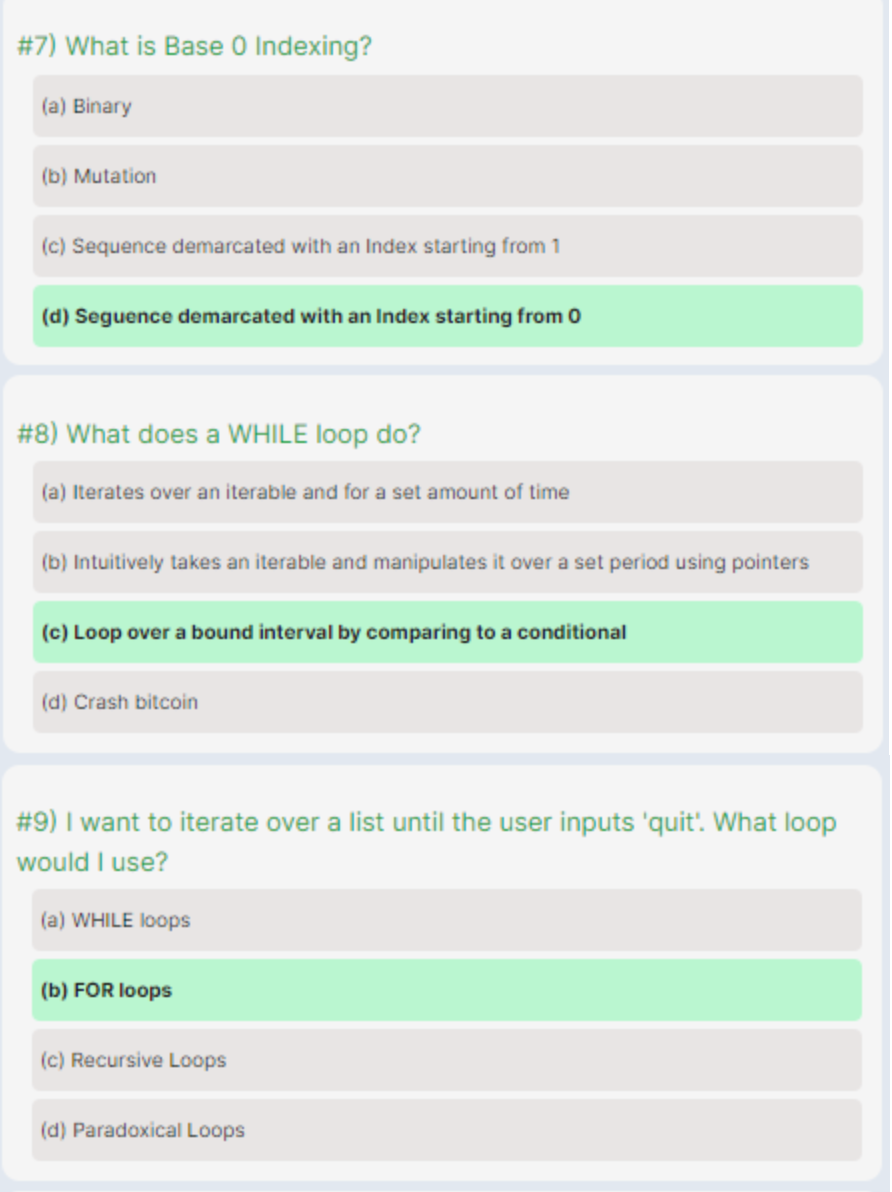 #7) What is Base 0 Indexing?
(a) Binary
(b) Mutation
(c) Sequence demarcated with an Index starting from 1
(d) Seguence demarcated with an Index starting from 0
#8) What does a WHILE loop do?
(a) Iterates over an iterable and for a set amount of time
(b) Intuitively takes an iterable and manipulates it over a set period using pointers
(c) Loop over a bound interval by comparing to a conditional
(d) Crash bitcoin
#9) I want to iterate over a list until the user inputs 'quit'. What loop
would I use?
(a) WHILE loops
(b) FOR loops
(c) Recursive Loops
(d) Paradoxical Loops